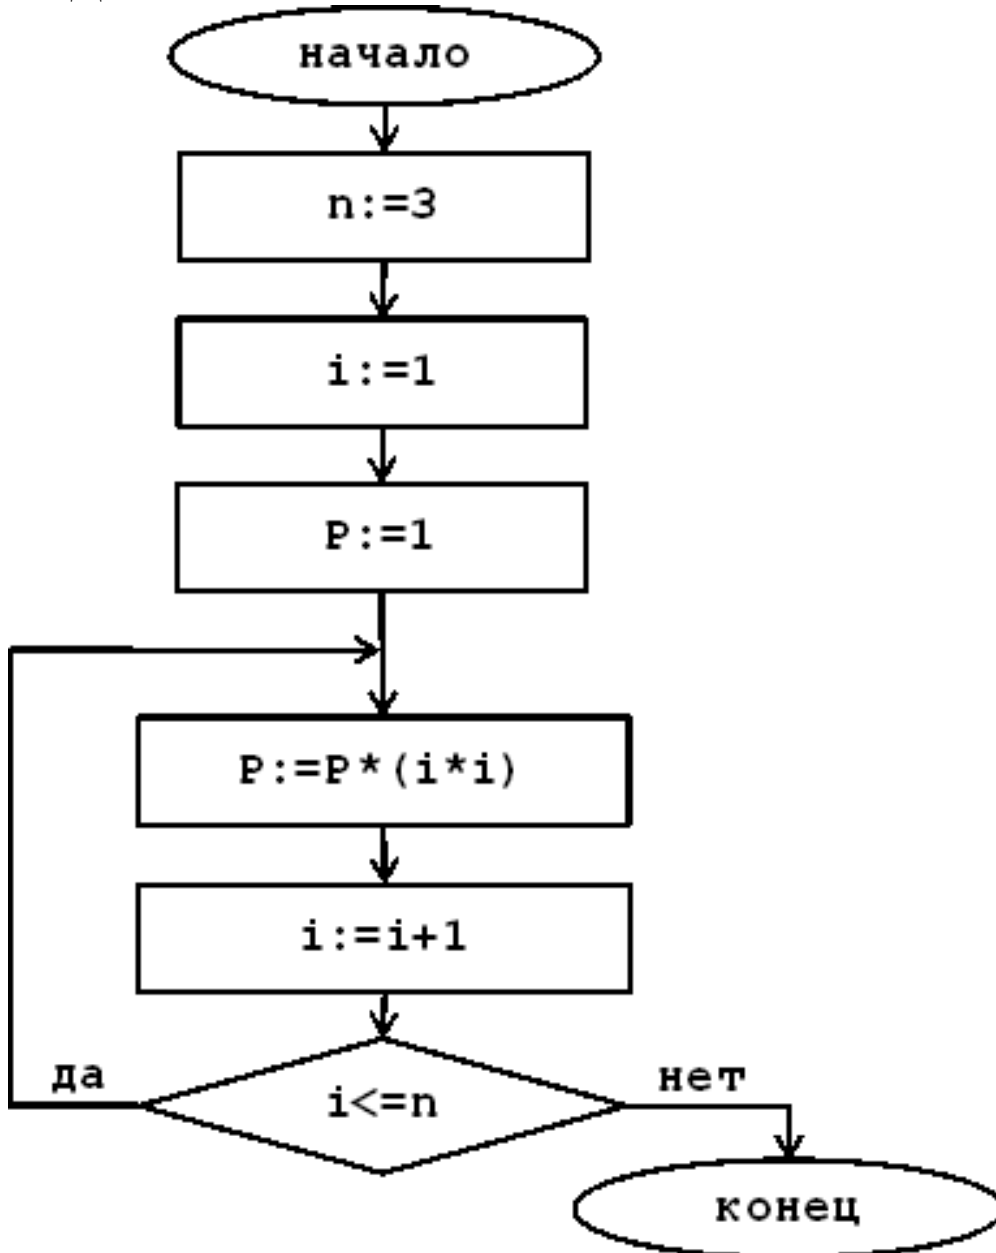 начало
n:=3
i:=1
P:=1
P:=P*(i*i)
i:=i+1
да
i<=n
нет
конец